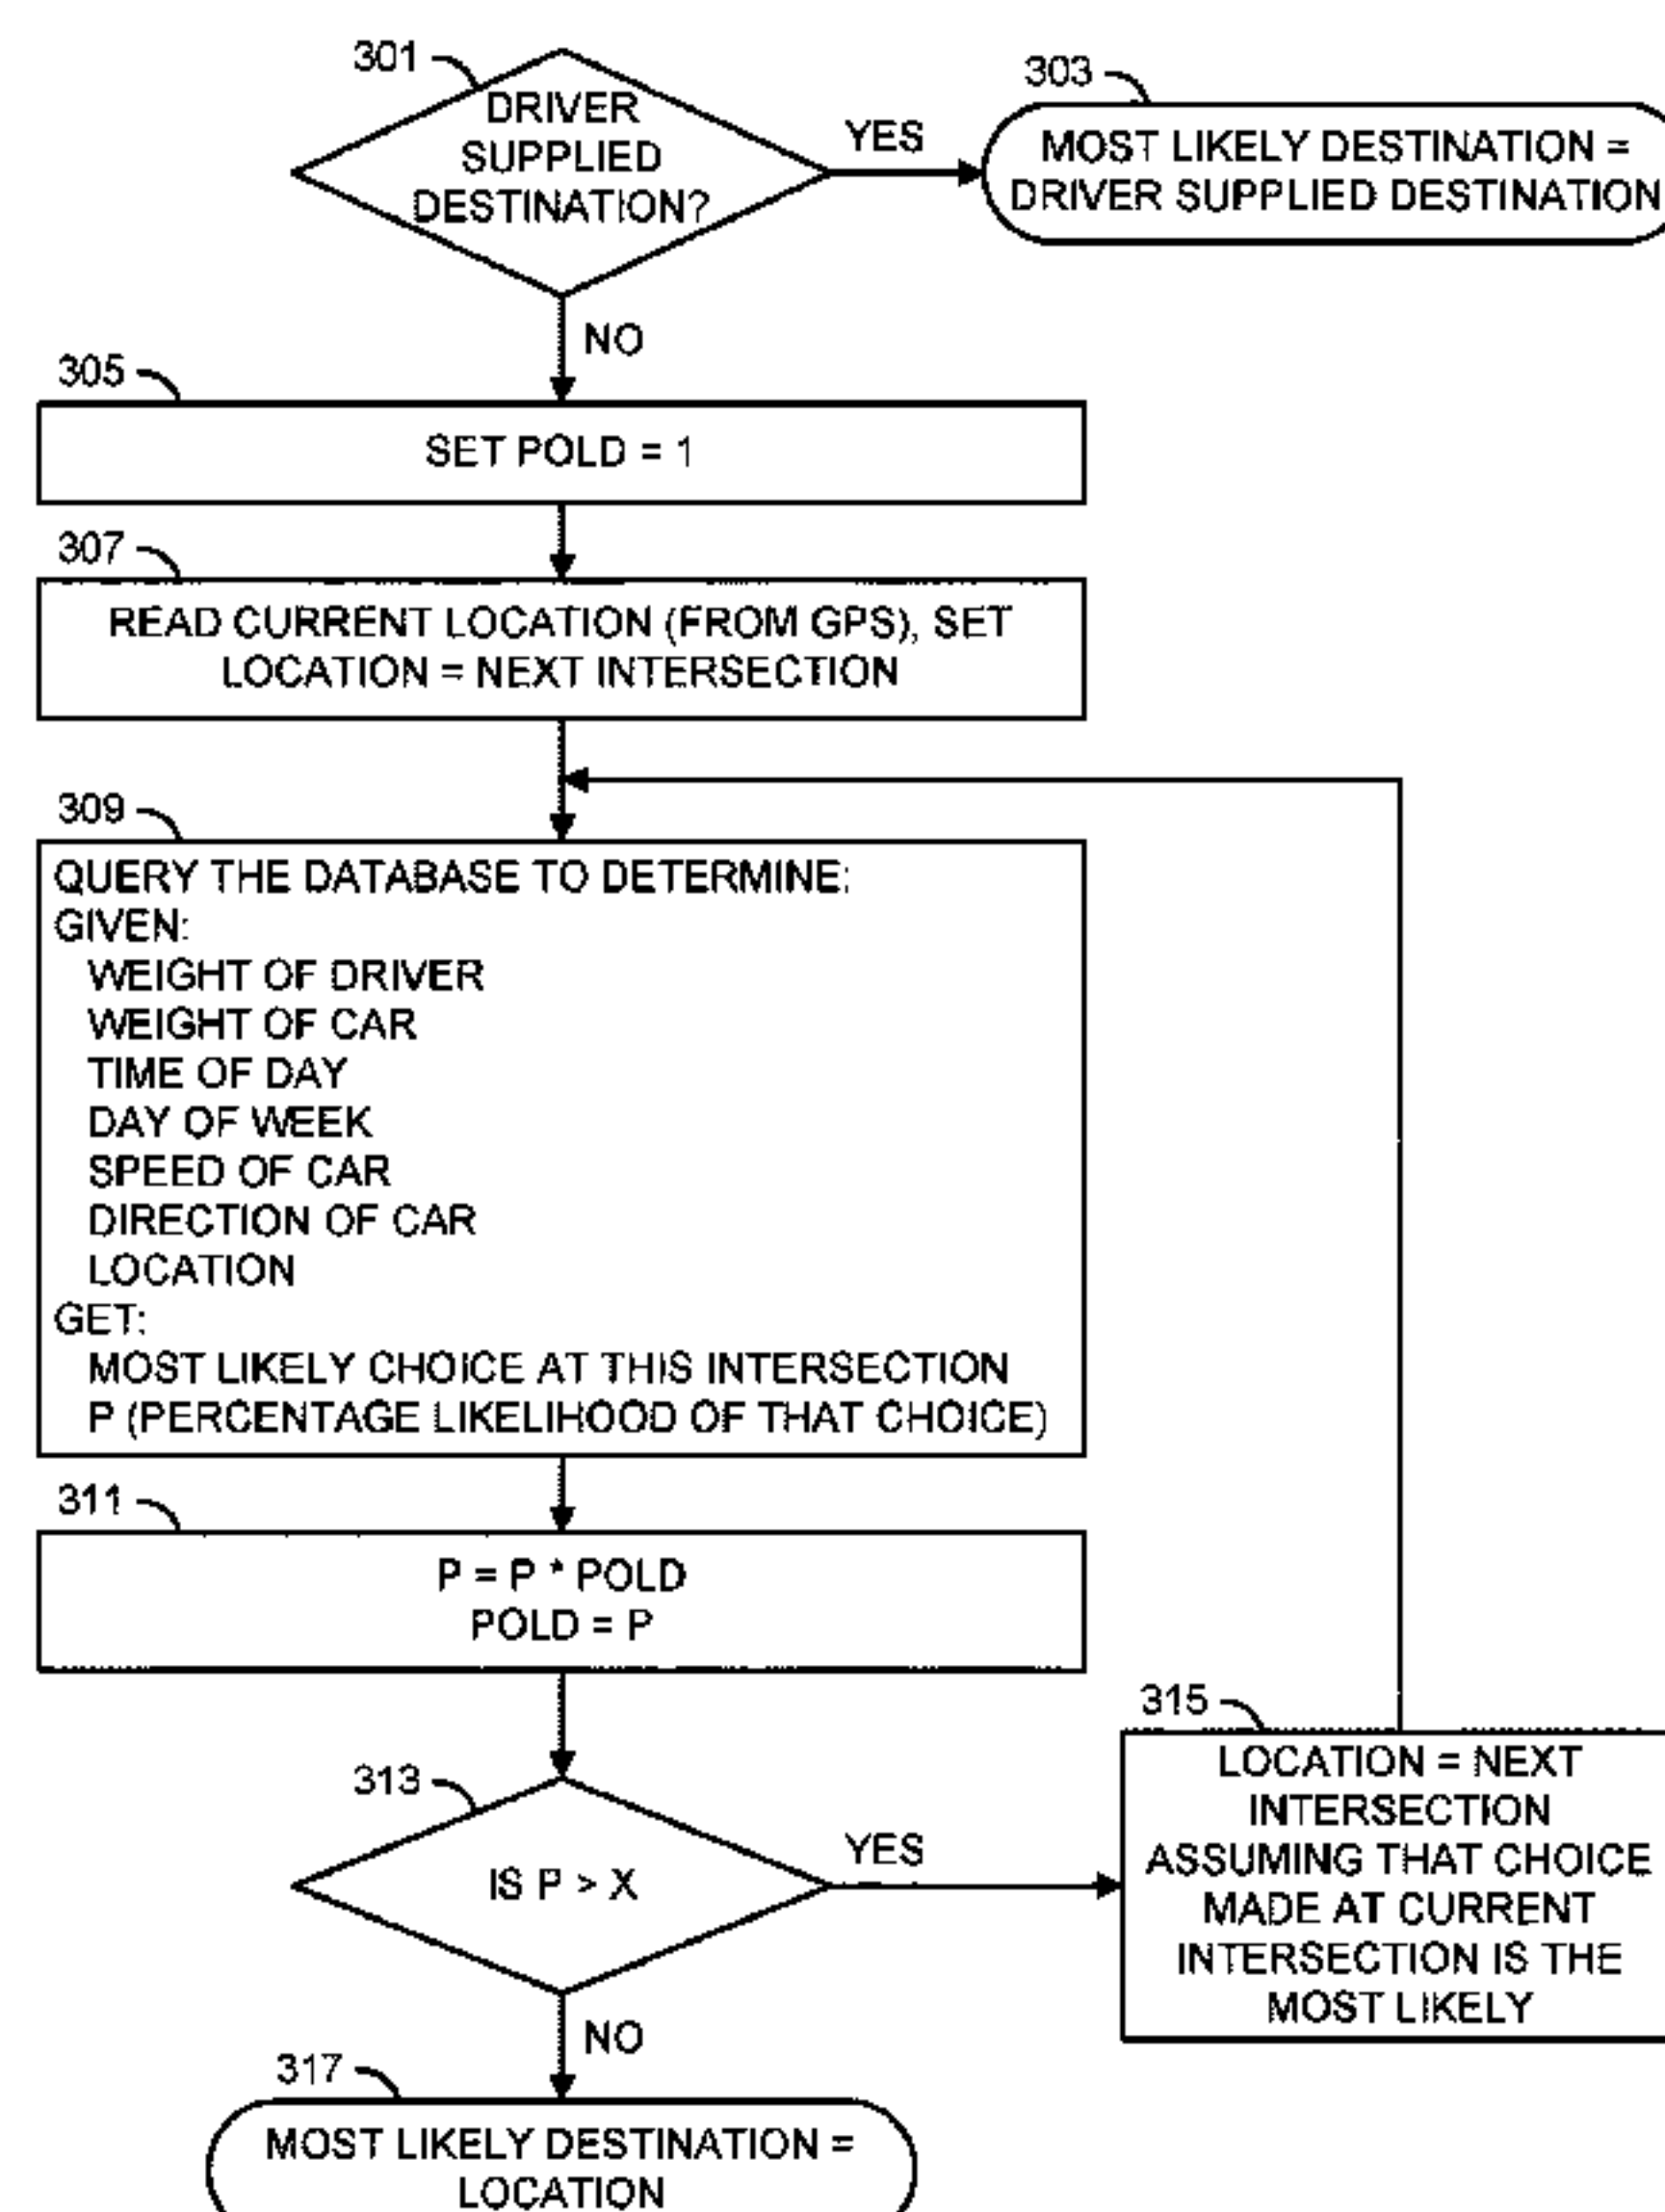 301
DRIVER
SUPPLIED
DESTINATION?
YES
303
MOST LIKELY DESTINATION =
DRIVER SUPPLIED DESTINATION
NO
305
SET POLD = 1
307
READ CURRENT LOCATION (FROM GPS), SET
LOCATION = NEXT INTERSECTION
309
QUERY THE DATABASE TO DETERMINE:
GIVEN:
WEIGHT OF DRIVER
WEIGHT OF CAR
TIME OF DAY
DAY OF WEEK
SPEED OF CAR
DIRECTION OF CAR
LOCATION
GET:
MOST LIKELY CHOICE AT THIS INTERSECTION
P (PERCENTAGE LIKELIHOOD OF THAT CHOICE)
311
P = P * POLD
POLD = P
313
IS P > X
YES
315
LOCATION = NEXT
INTERSECTION
ASSUMING THAT CHOICE
MADE AT CURRENT
INTERSECTION IS THE
MOST LIKELY
NO
317
MOST LIKELY DESTINATION =
LOCATION